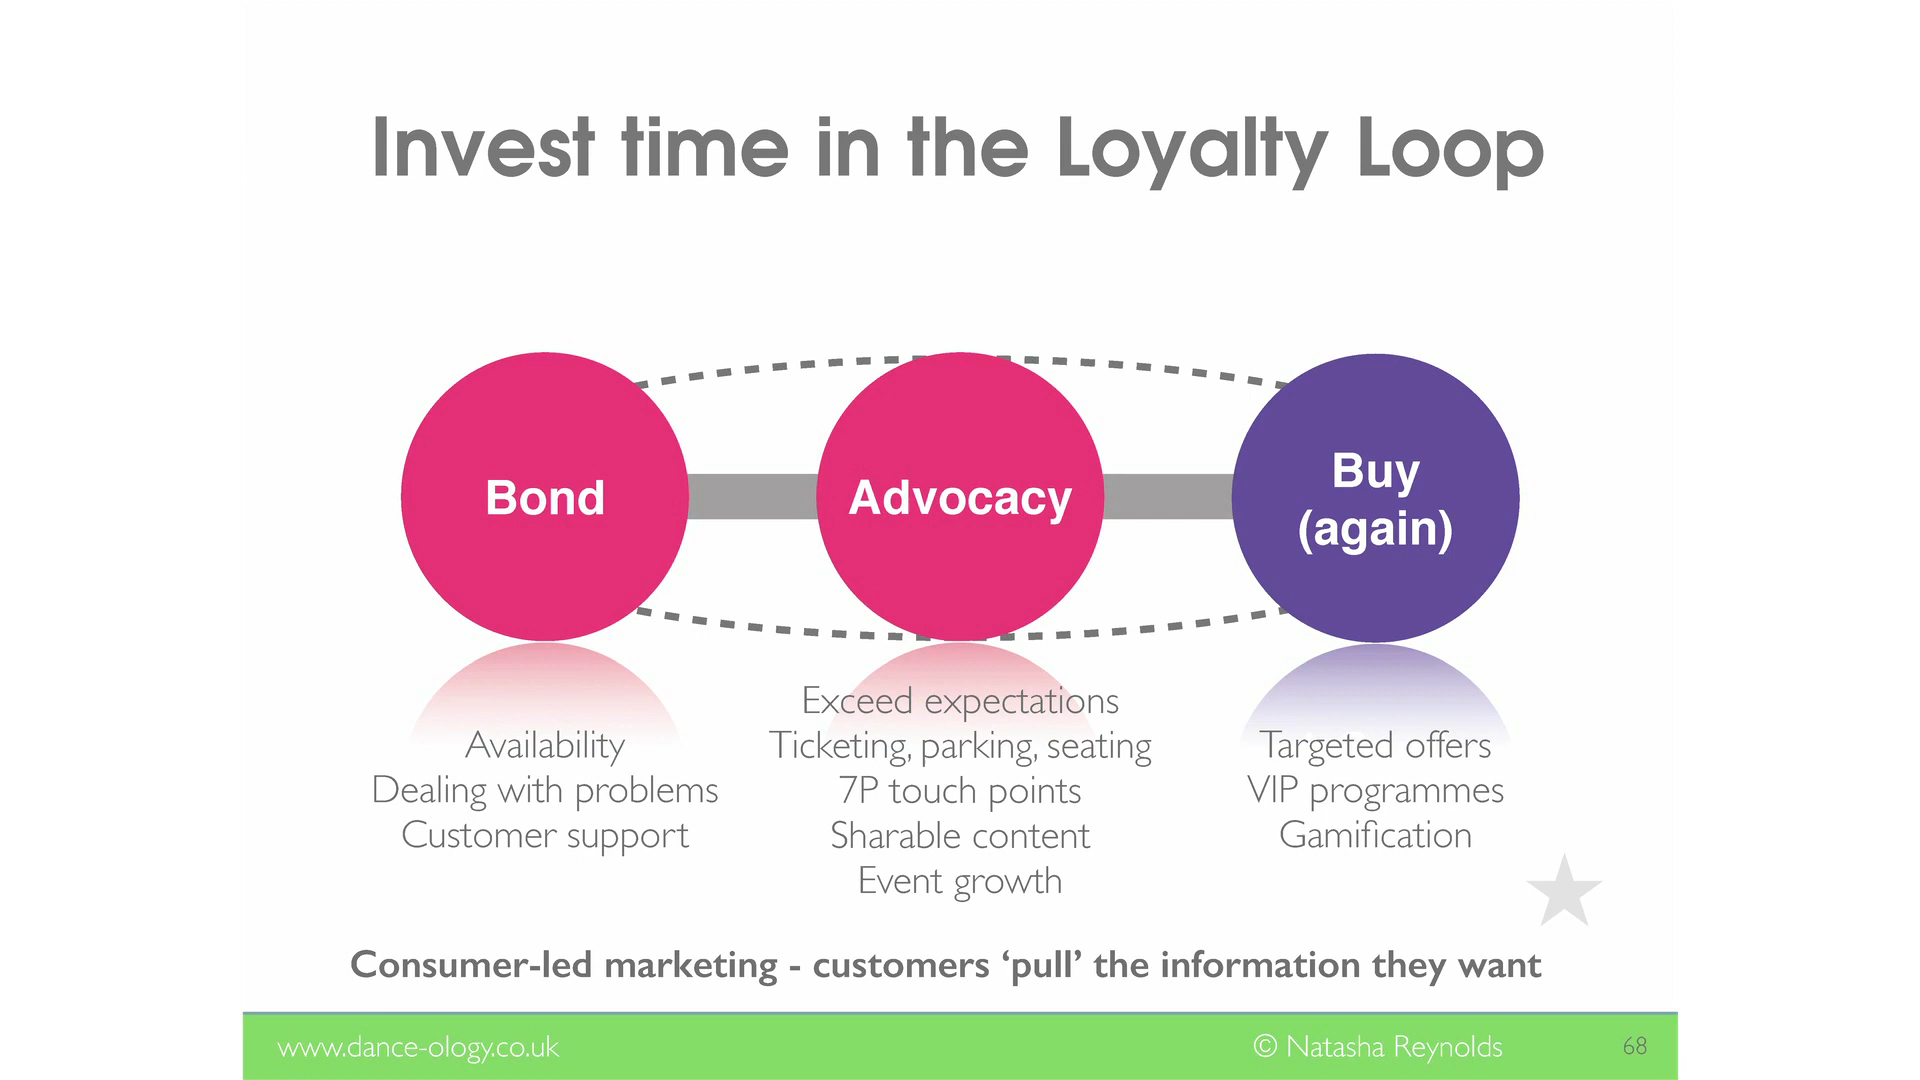 Invest time in the Loyalty Loop
Bond
Advocacy
Buy
(again)
Availability
Dealing with problems
Customer support
Exceed expectations
Ticketing, parking, seating
7P touch points
Sharable content
Event growth
Targeted offers
VIP programmes
Gamification
Consumer-led marketing - customers ‘pull’ the information they want
www.dance-ology.co.uk
© Natasha Reynolds
68